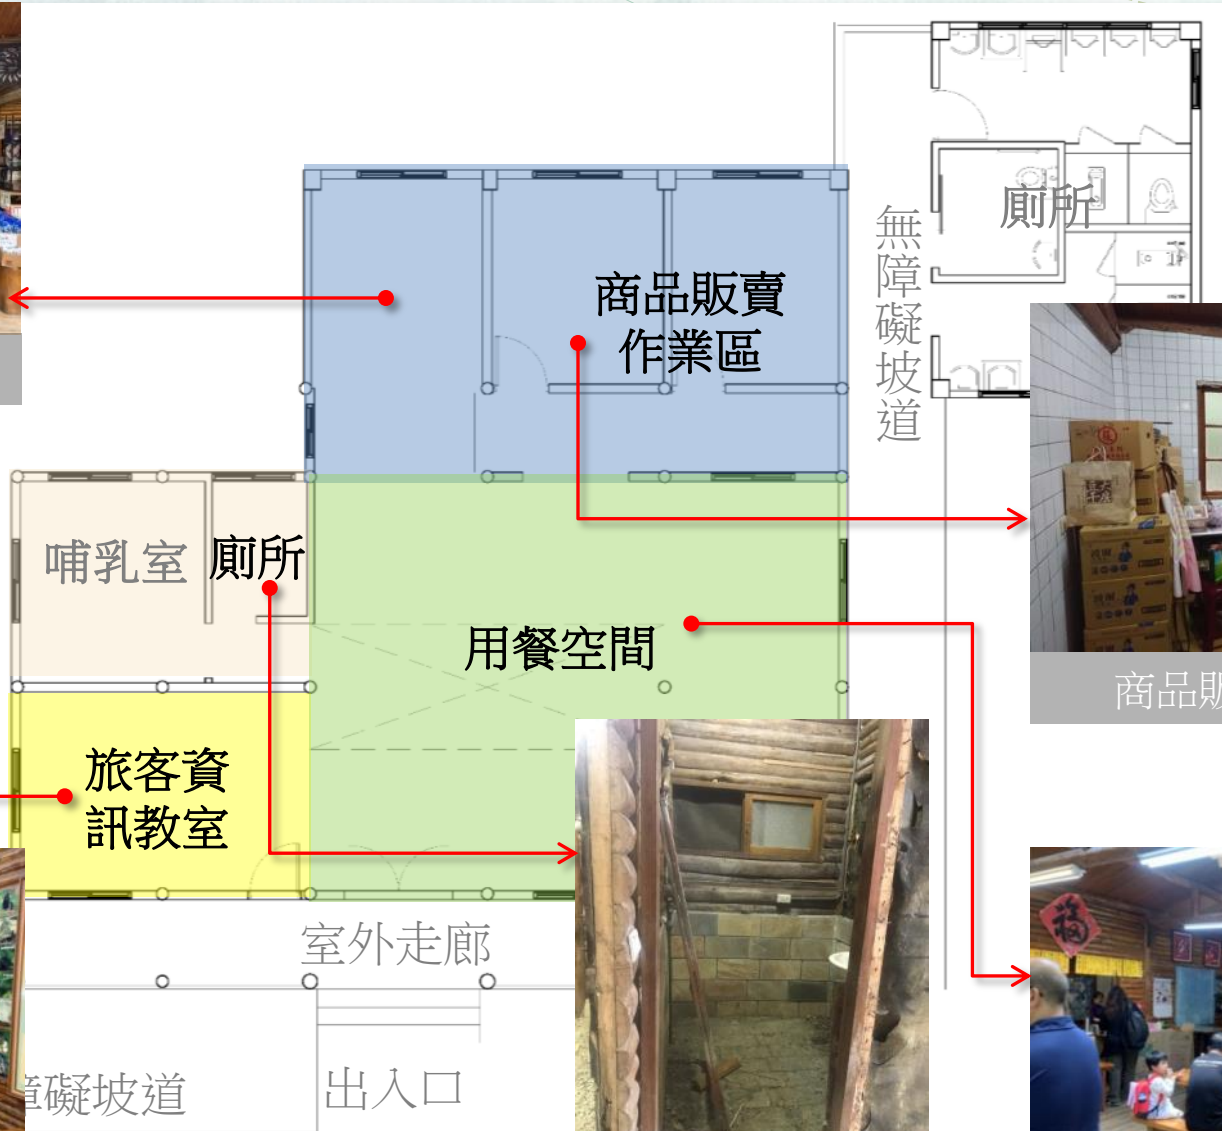 廁所
無障礙坡道
商品販賣
作業區
哺乳室
廁所
用餐空間
商品販
旅客資
訊教室
福
室外走廊
礙坡道
出入口